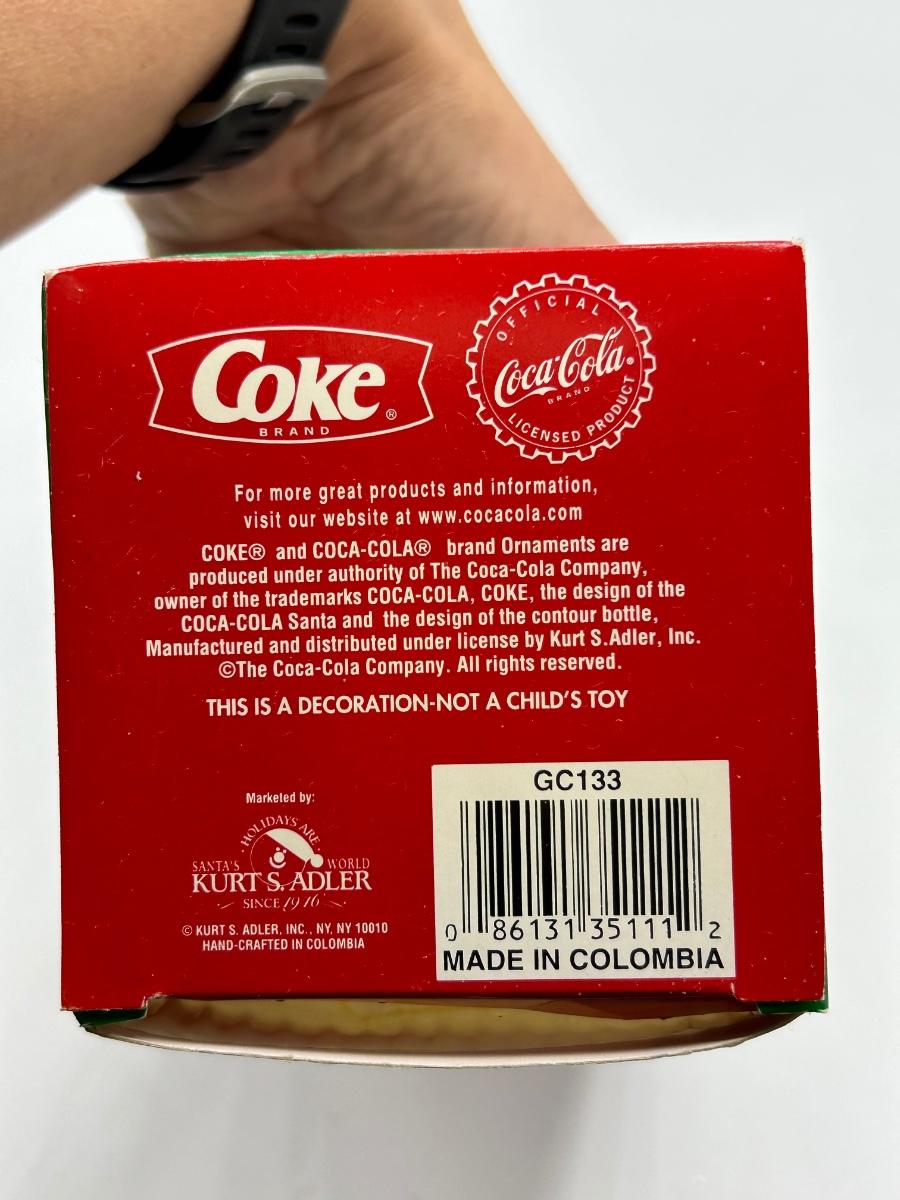 Coke®
BRAND
OFFICIAL
Coca-Cola®
BRAND
LICENSED PRODUCT
For more great products and information,
visit our website at www.cocacola.com
COKE® and COCA-COLA® brand Ornaments are
produced under authority of The Coca-Cola Company,
owner of the trademarks COCA-COLA, COKE, the design of the
COCA-COLA Santa and the design of the contour bottle,
Manufactured and distributed under license by Kurt S.Adler, Inc.
©The Coca-Cola Company. All rights reserved.
THIS IS A DECORATION-NOT A CHILD'S TOY
Marketed by:
HOLIDAYS ARE
SANTA'S WORLD
KURT S. ADLER
SINCE 1916
© KURT S. ADLER, INC., NY, NY 10010
HAND-CRAFTED IN COLOMBIA
GC133
0 86131 35111 2
MADE IN COLOMBIA